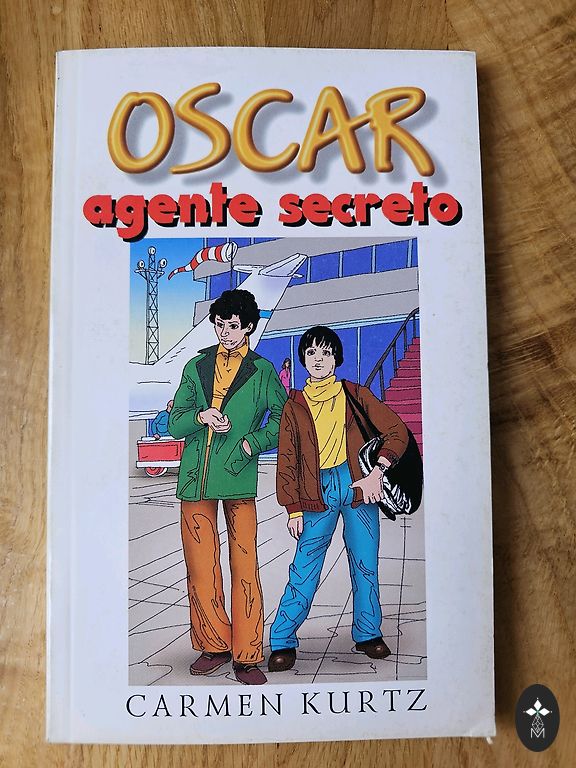 OSCAR
agente secreto
CARMEN KURTZ
M